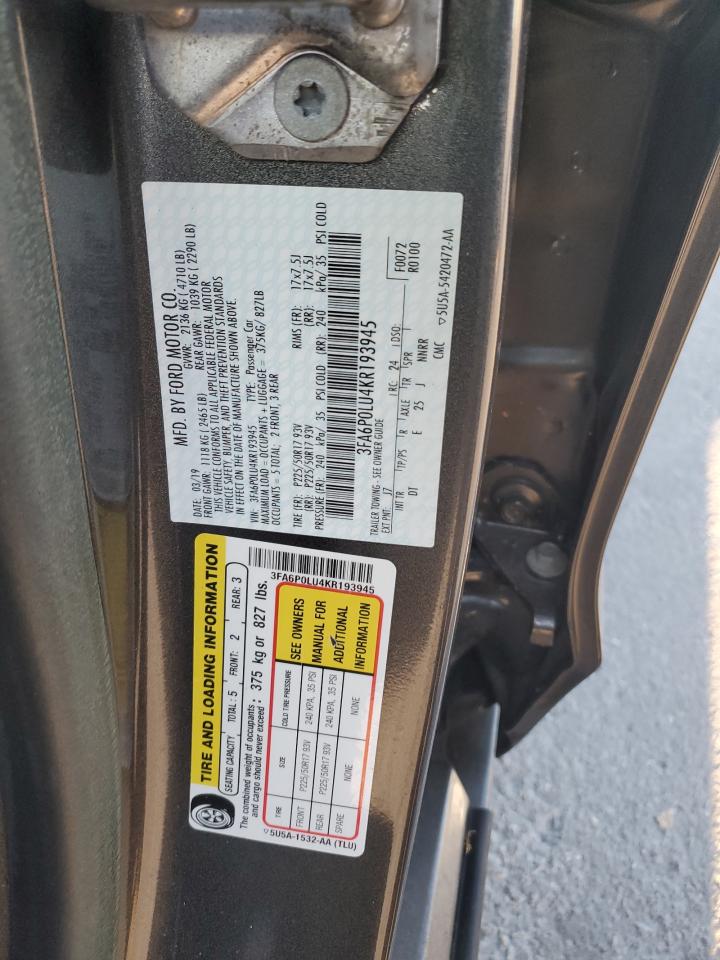 MFD. BY FORD MOTOR CO.
DATE: 02/19 GVWR: 2136 KG ( 4710 LB)
FRONT GAWR: 1118 KG ( 2465 LB) REAR GAWR: 1039 KG ( 2290 LB)
THIS VEHICLE CONFORMS TO ALL APPLICABLE FEDERAL MOTOR
VEHICLE SAFETY, BUMPER, AND THEFT PREVENTION STANDARDS
IN EFFECT ON THE DATE OF MANUFACTURE SHOWN ABOVE.
VIN: 3FA6P0LU4KR193945 TYPE: Passenger Car
MAXIMUM LOAD = OCCUPANTS + LUGGAGE = 375KG/ 827LB
OCCUPANTS = 5 TOTAL; 2 FRONT, 3 REAR
TIRE (FR): P225/50R17 93V RIMS (FR): 17x7.5J
(RR): P225/50R17 93V (RR): 17x7.5J
PRESSURE (FR): 240 kPa/ 35 PSI COLD (RR): 240 kPa/ 35 PSI COLD
3FA6P0LU4KR193945
TRAILER TOWING - SEE OWNER GUIDE F0072
EXT PNT: J7 RC: 24 DSO: R0100
INT TR TP/PS R AXLE TR SPR
DT E 25 J NNRR
CMC ▽5U5A-5420472-AA
TIRE AND LOADING INFORMATION
SEATING CAPACITY TOTAL: 5 FRONT: 2 REAR: 3
The combined weight of occupants
and cargo should never exceed: 375 kg or 827 lbs.
3FA6P0LU4KR193945
TIRE SIZE COLD TIRE PRESSURE
FRONT P225/50R17 93V 240 KPA, 35 PSI
REAR P225/50R17 93V 240 KPA, 35 PSI
SPARE NONE NONE
SEE OWNERS
MANUAL FOR
ADDITIONAL
INFORMATION
▽5U5A-1532-AA (TLU)